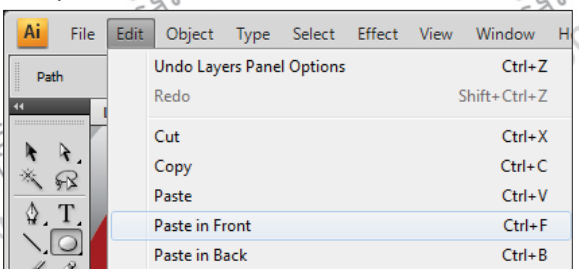 Ai File Edit Object Type Select Effect View Window
Path
Undo Layers Panel Options Ctrl+Z
Redo Shift+Ctrl+Z
Cut Ctrl+X
Copy Ctrl+C
Paste Ctrl+V
T
Paste in Front Ctrl+F
Paste in Back Ctrl+B